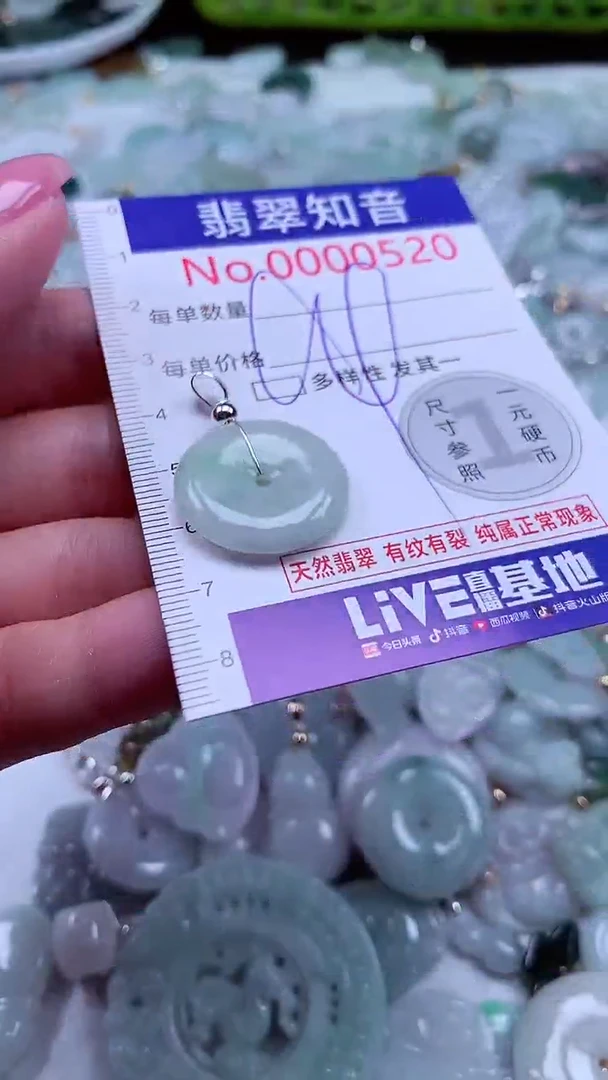 翡翠知音
No.0000520
每单数量
每单价格
多样性 发其一
尺寸参照
1
一元硬币
天然翡翠 有纹有裂 纯属正常现象
LiVE直播基地
今日头条 抖音 西瓜视频 抖音火山版
0
1
2
3
4
5
6
7
8